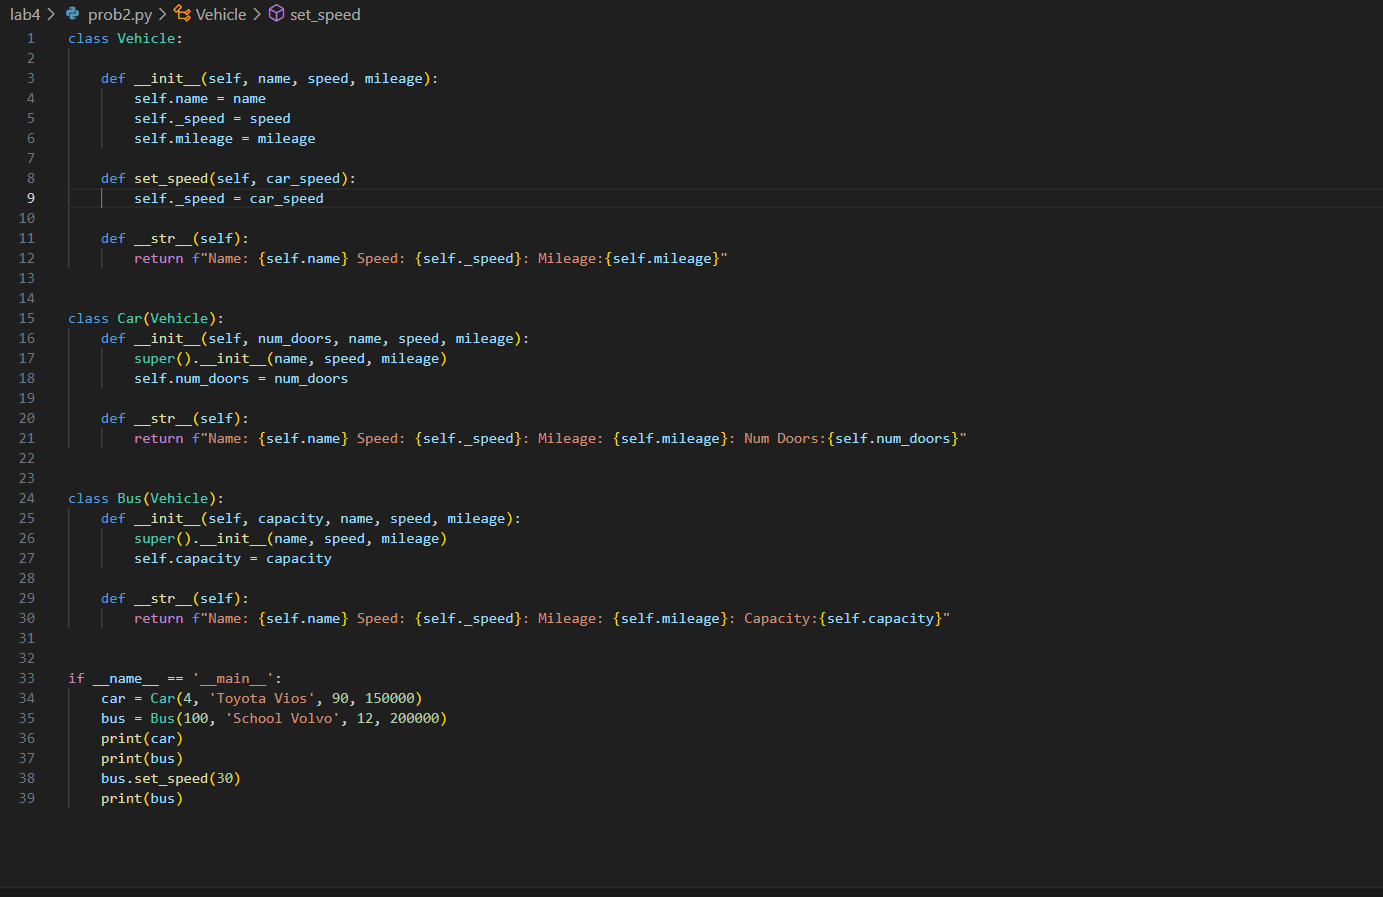 lab4 > prob2.py > Vehicle > set_speed
1 class Vehicle:
2
3     def __init__(self, name, speed, mileage):
4         self.name = name
5         self._speed = speed
6         self.mileage = mileage
7
8     def set_speed(self, car_speed):
9         self._speed = car_speed
10
11     def __str__(self):
12         return f"Name: {self.name} Speed: {self._speed}: Mileage:{self.mileage}"
13
14
15 class Car(Vehicle):
16     def __init__(self, num_doors, name, speed, mileage):
17         super().__init__(name, speed, mileage)
18         self.num_doors = num_doors
19
20     def __str__(self):
21         return f"Name: {self.name} Speed: {self._speed}: Mileage: {self.mileage}: Num Doors:{self.num_doors}"
22
23
24 class Bus(Vehicle):
25     def __init__(self, capacity, name, speed, mileage):
26         super().__init__(name, speed, mileage)
27         self.capacity = capacity
28
29     def __str__(self):
30         return f"Name: {self.name} Speed: {self._speed}: Mileage: {self.mileage}: Capacity:{self.capacity}"
31
32
33 if __name__ == '__main__':
34     car = Car(4, 'Toyota Vios', 90, 150000)
35     bus = Bus(100, 'School Volvo', 12, 200000)
36     print(car)
37     print(bus)
38     bus.set_speed(30)
39     print(bus)